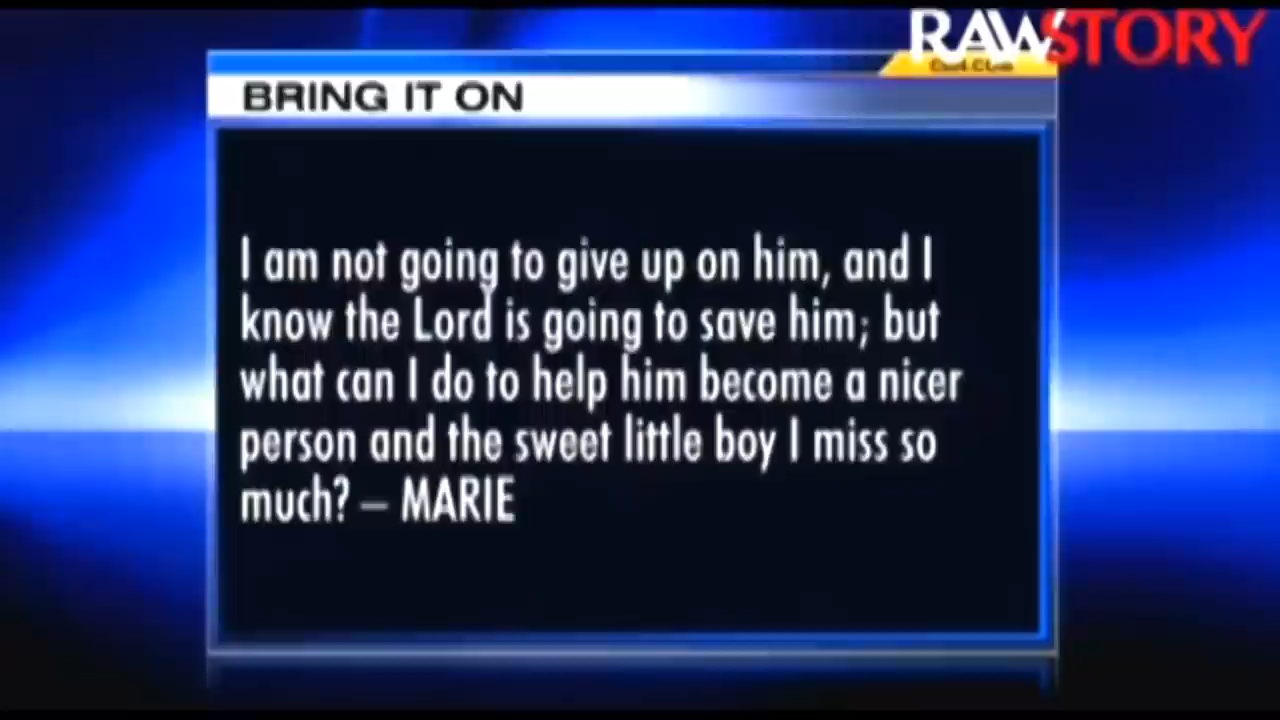 RAWSTORY
BRING IT ON
I am not going to give up on him, and I
know the Lord is going to save him; but
what can I do to help him become a nicer
person and the sweet little boy I miss so
much? – MARIE